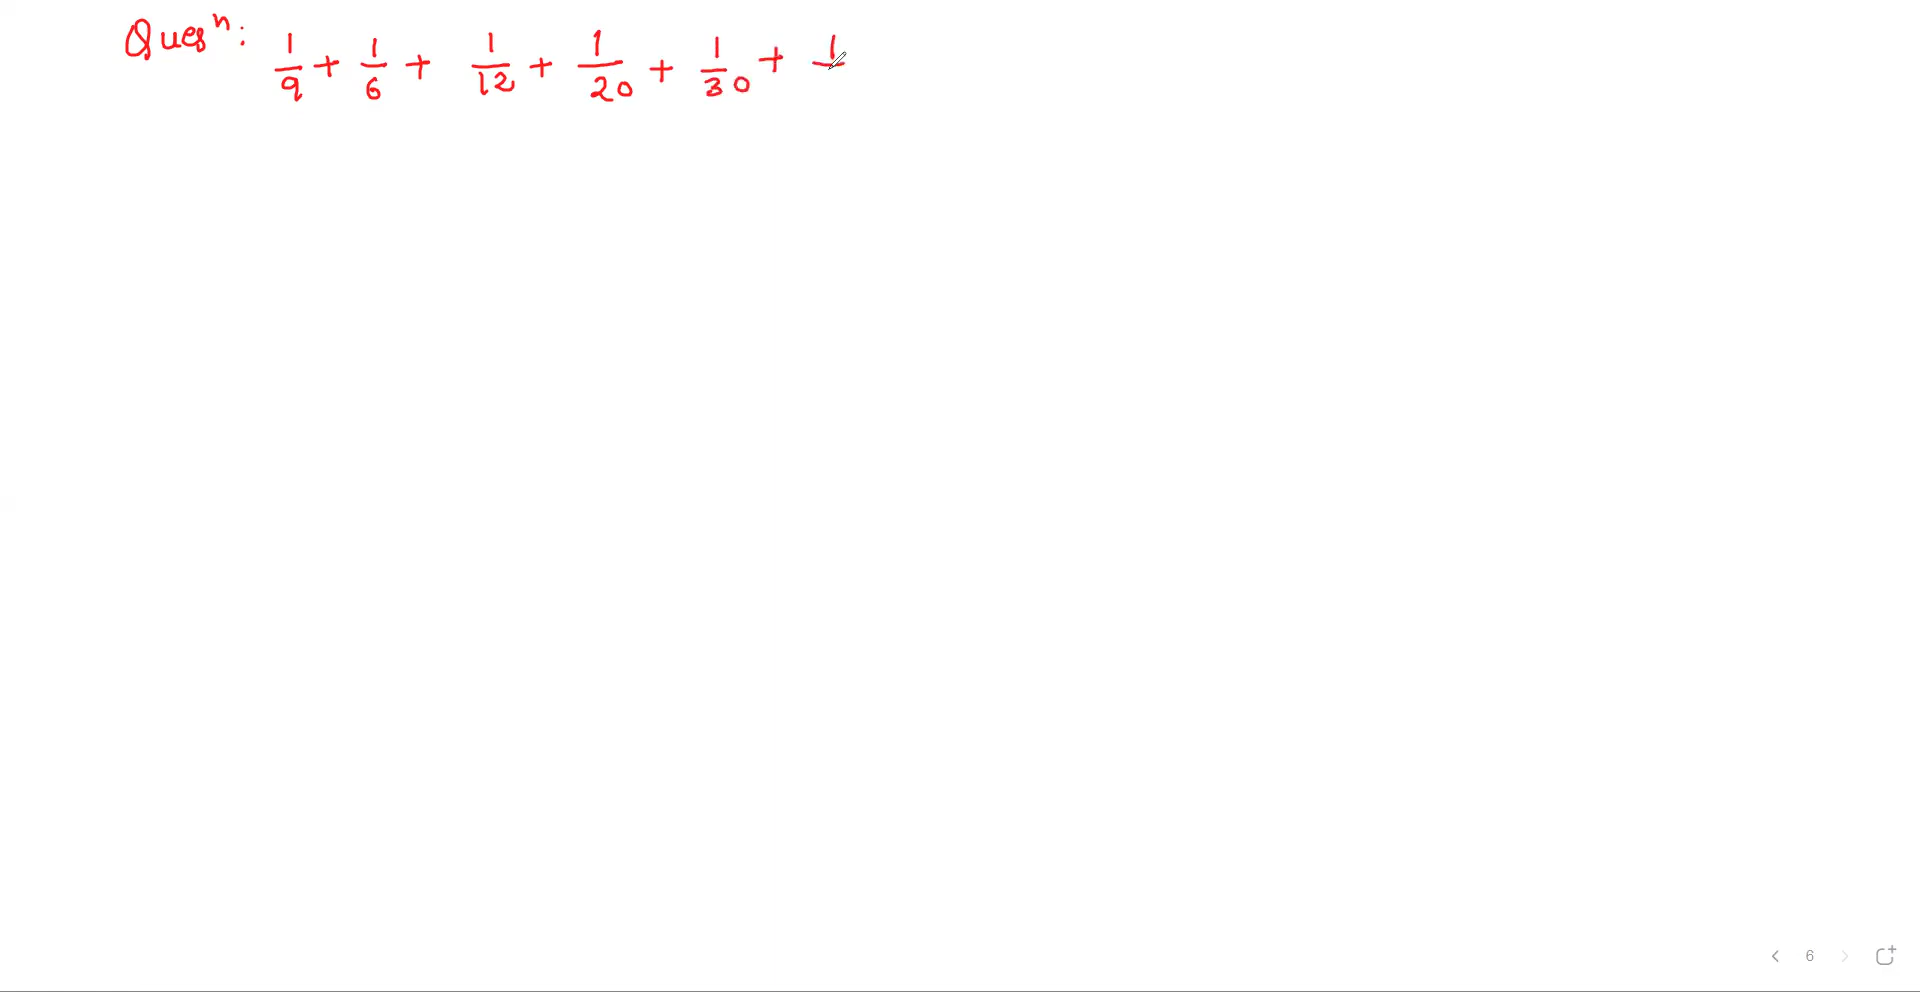 Quesⁿ: 1/9 + 1/6 + 1/12 + 1/20 + 1/30 + 1/
6